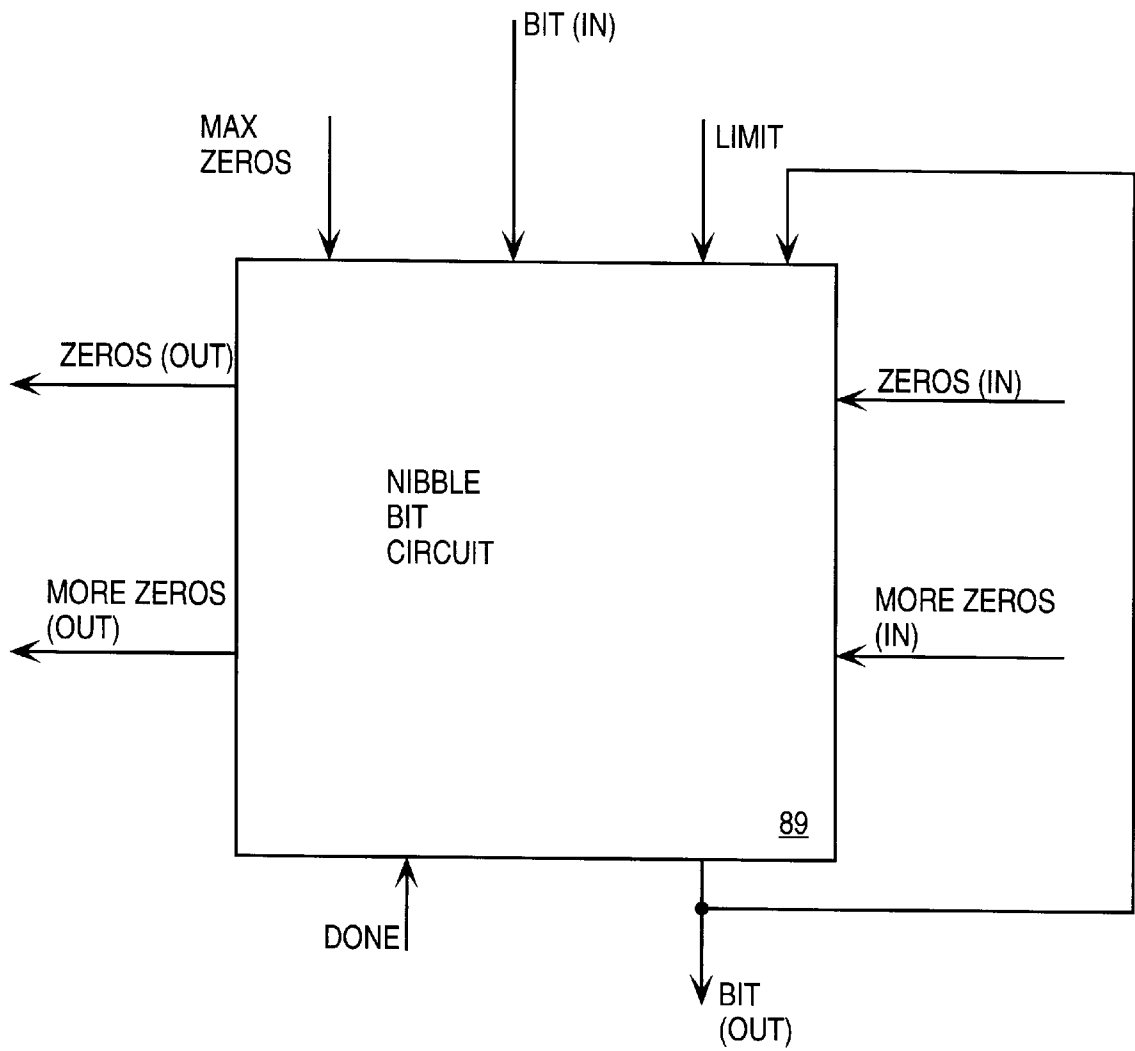 BIT (IN)
MAX
ZEROS
LIMIT
ZEROS (OUT)
ZEROS (IN)
NIBBLE
BIT
CIRCUIT
MORE ZEROS
(OUT)
MORE ZEROS
(IN)
89
DONE
BIT
(OUT)